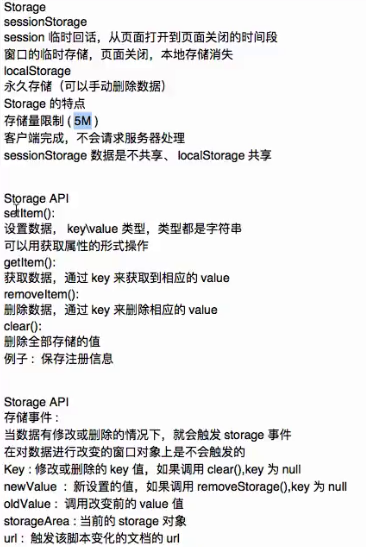 Storage
sessionStorage
session 临时回话，从页面打开到页面关闭的时间段
窗口的临时存储，页面关闭，本地存储消失
localStorage
永久存储（可以手动删除数据）
Storage 的特点
存储量限制 ( 5M )
客户端完成，不会请求服务器处理
sessionStorage 数据是不共享、 localStorage 共享
Storage API
setItem():
设置数据， key\value 类型，类型都是字符串
可以用获取属性的形式操作
getItem():
获取数据，通过 key 来获取到相应的 value
removeItem():
删除数据，通过 key 来删除相应的 value
clear():
删除全部存储的值
例子： 保存注册信息
Storage API
存储事件：
当数据有修改或删除的情况下，就会触发 storage 事件
在对数据进行改变的窗口对象上是不会触发的
Key : 修改或删除的 key 值，如果调用 clear(),key 为 null
newValue ： 新设置的值，如果调用 removeStorage(),key 为 null
oldValue : 调用改变前的 value 值
storageArea : 当前的 storage 对象
url : 触发该脚本变化的文档的 url